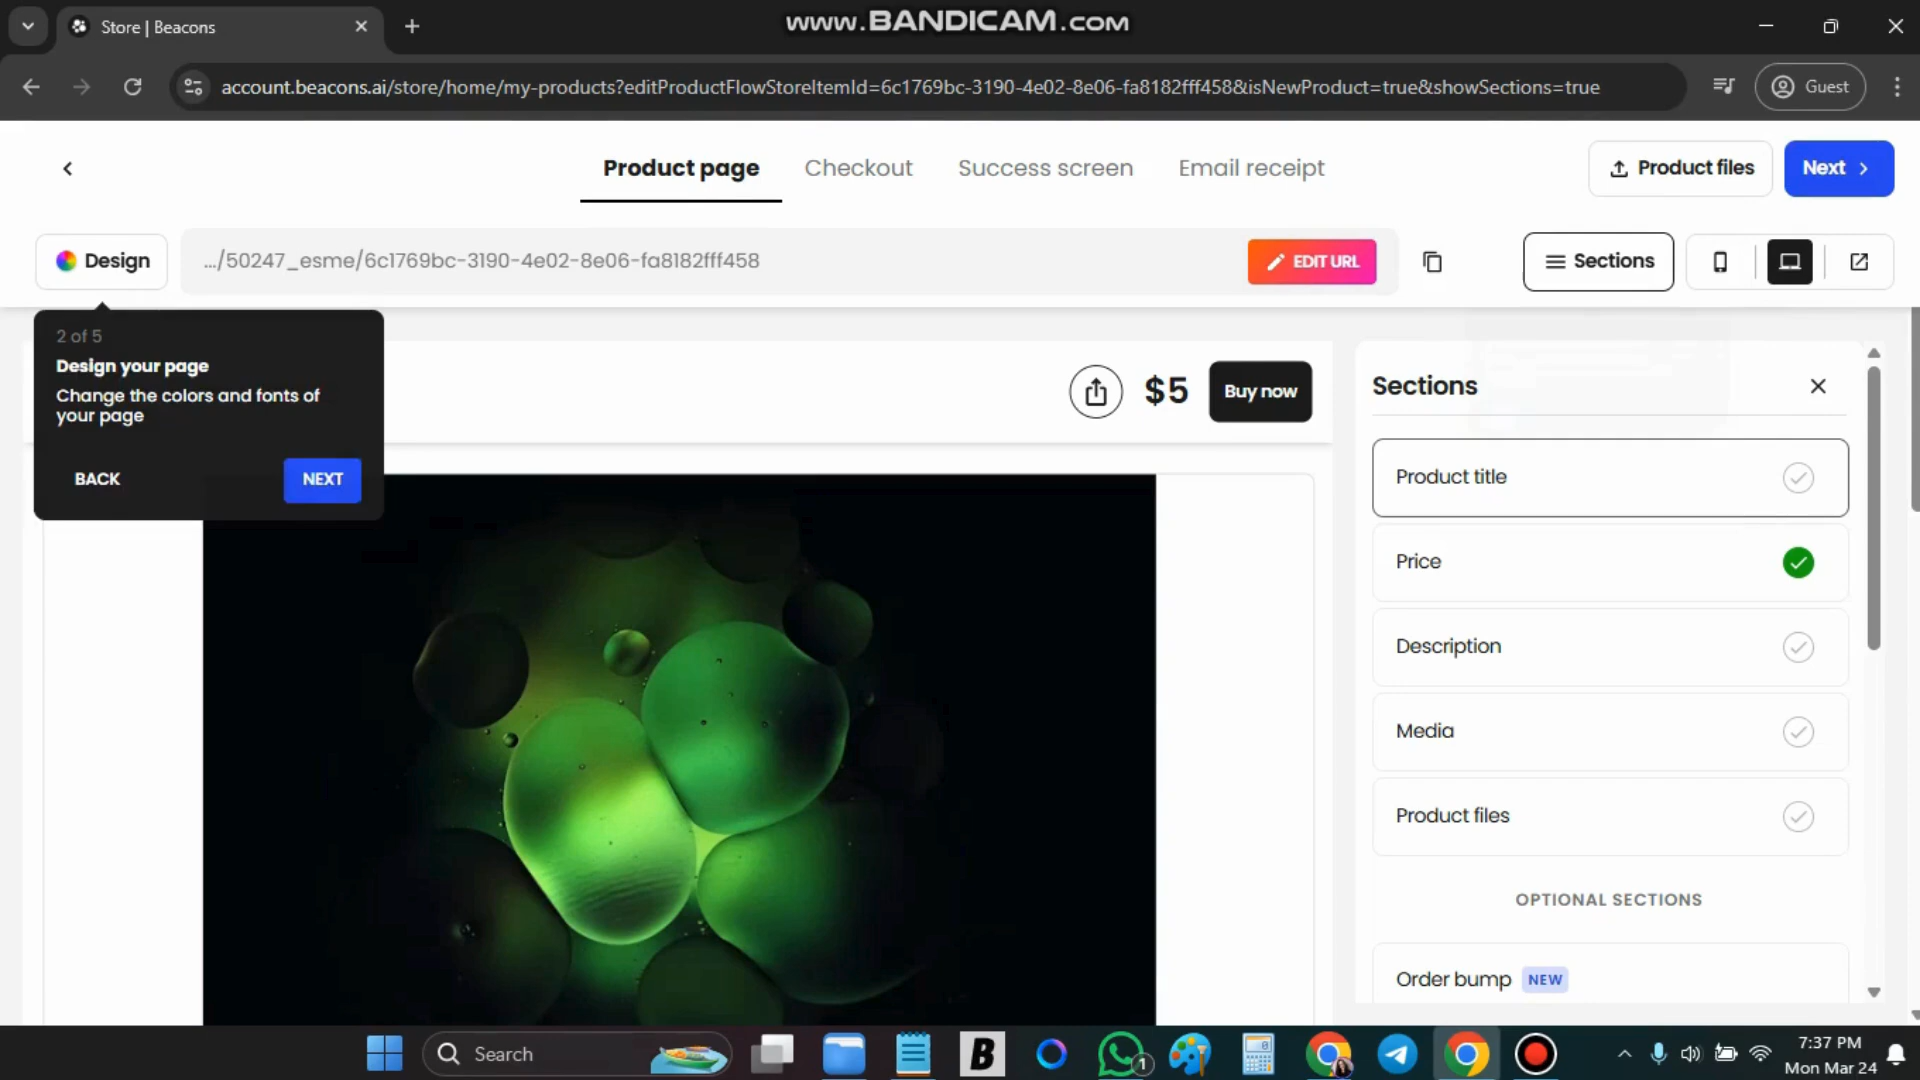 Store | Beacons
www.BANDICAM.com
account.beacons.ai/store/home/my-products?editProductFlowStoreItemId=6c1769bc-3190-4e02-8e06-fa8182fff458&isNewProduct=true&showSections=true
Guest
Product page
Checkout
Success screen
Email receipt
Product files
Next
Design
.../50247_esme/6c1769bc-3190-4e02-8e06-fa8182fff458
EDIT URL
Sections
2 of 5
Design your page
Change the colors and fonts of
your page
BACK
NEXT
$5
Buy now
Sections
Product title
Price
Description
Media
Product files
OPTIONAL SECTIONS
Order bump NEW
Search
B
1
7:37 PM
Mon Mar 24